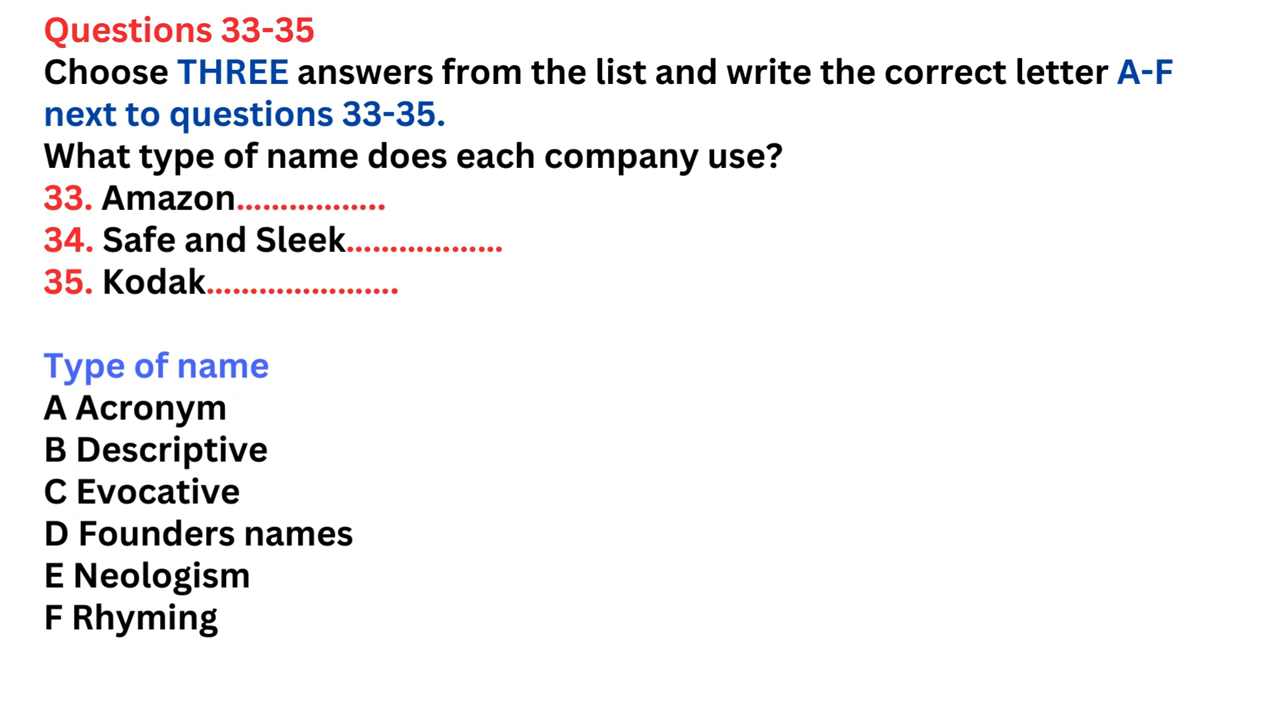 Questions 33-35
Choose THREE answers from the list and write the correct letter A-F
next to questions 33-35.
What type of name does each company use?
33. Amazon.................
34. Safe and Sleek..................
35. Kodak......................
Type of name
A Acronym
B Descriptive
C Evocative
D Founders names
E Neologism
F Rhyming